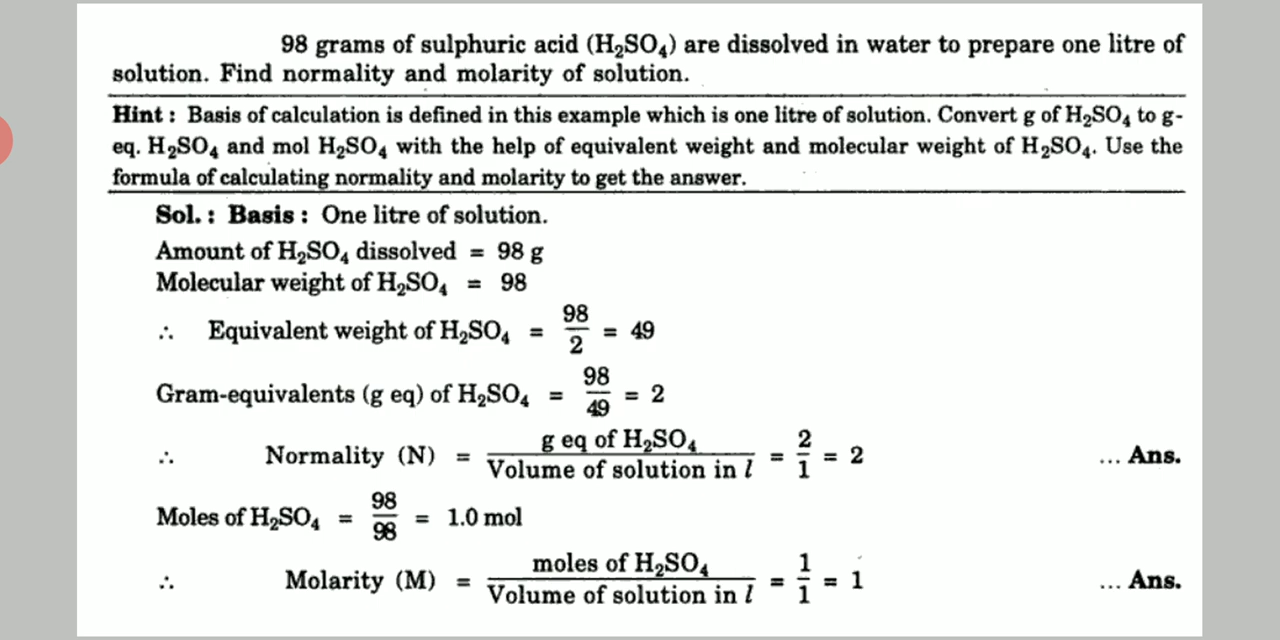 98 grams of sulphuric acid (H₂SO₄) are dissolved in water to prepare one litre of
solution. Find normality and molarity of solution.
Hint : Basis of calculation is defined in this example which is one litre of solution. Convert g of H₂SO₄ to g-
eq. H₂SO₄ and mol H₂SO₄ with the help of equivalent weight and molecular weight of H₂SO₄. Use the
formula of calculating normality and molarity to get the answer.
Sol. : Basis : One litre of solution.
Amount of H₂SO₄ dissolved = 98 g
Molecular weight of H₂SO₄ = 98
∴ Equivalent weight of H₂SO₄ = 98/2 = 49
Gram-equivalents (g eq) of H₂SO₄ = 98/49 = 2
∴ Normality (N) = g eq of H₂SO₄ / Volume of solution in l = 2/1 = 2 ... Ans.
Moles of H₂SO₄ = 98/98 = 1.0 mol
∴ Molarity (M) = moles of H₂SO₄ / Volume of solution in l = 1/1 = 1 ... Ans.